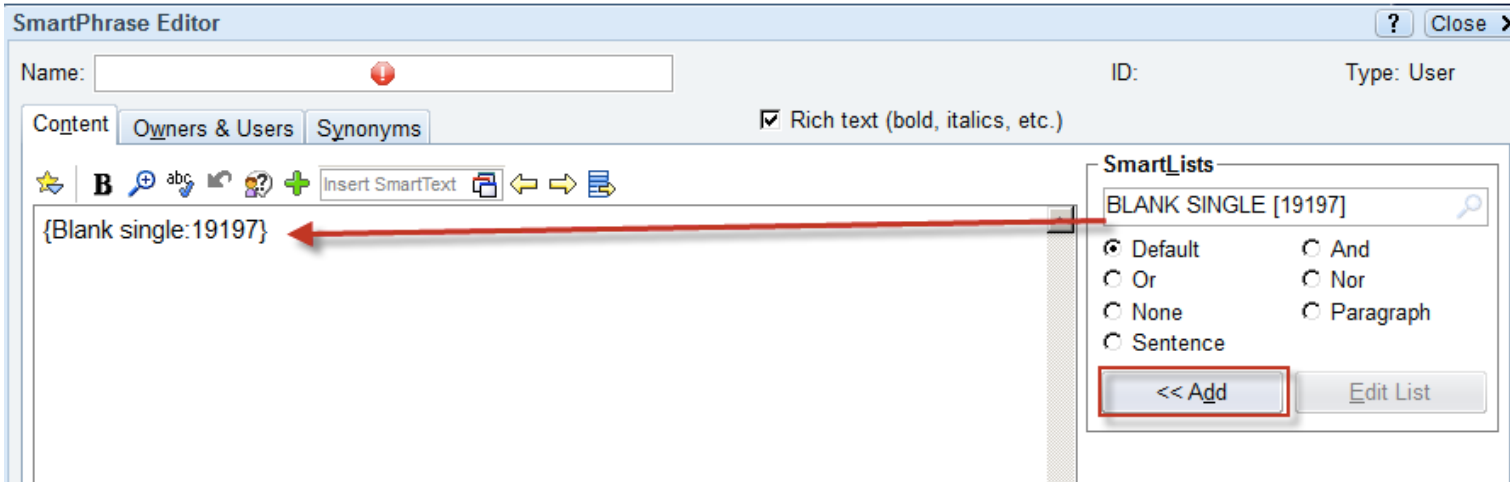 SmartPhrase Editor ? Close
Name: ID: Type: User
Content Owners & Users Synonyms Rich text (bold, italics, etc.)
SmartLists
B abc Insert SmartText
BLANK SINGLE [19197]
{Blank single:19197}
Default And
Or Nor
None Paragraph
Sentence
<< Add Edit List